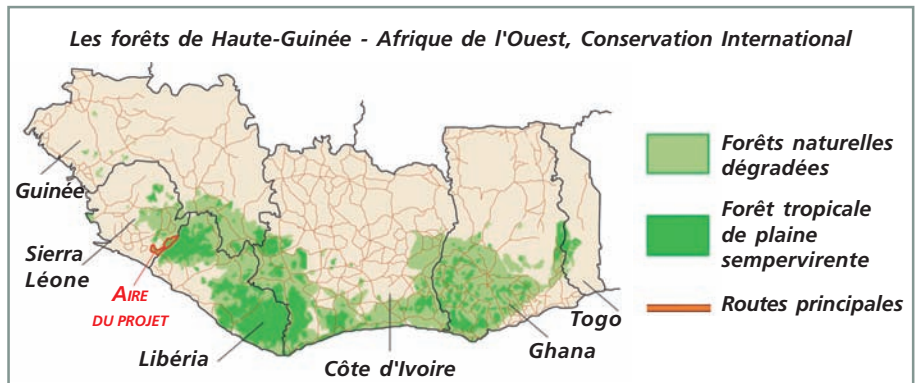 Les forêts de Haute-Guinée - Afrique de l'Ouest, Conservation International
Forêts naturelles
dégradées
Guinée
Forêt tropicale
de plaine
sempervirente
Sierra
Léone
AIRE
DU PROJET
Routes principales
Togo
Libéria
Ghana
Côte d'Ivoire